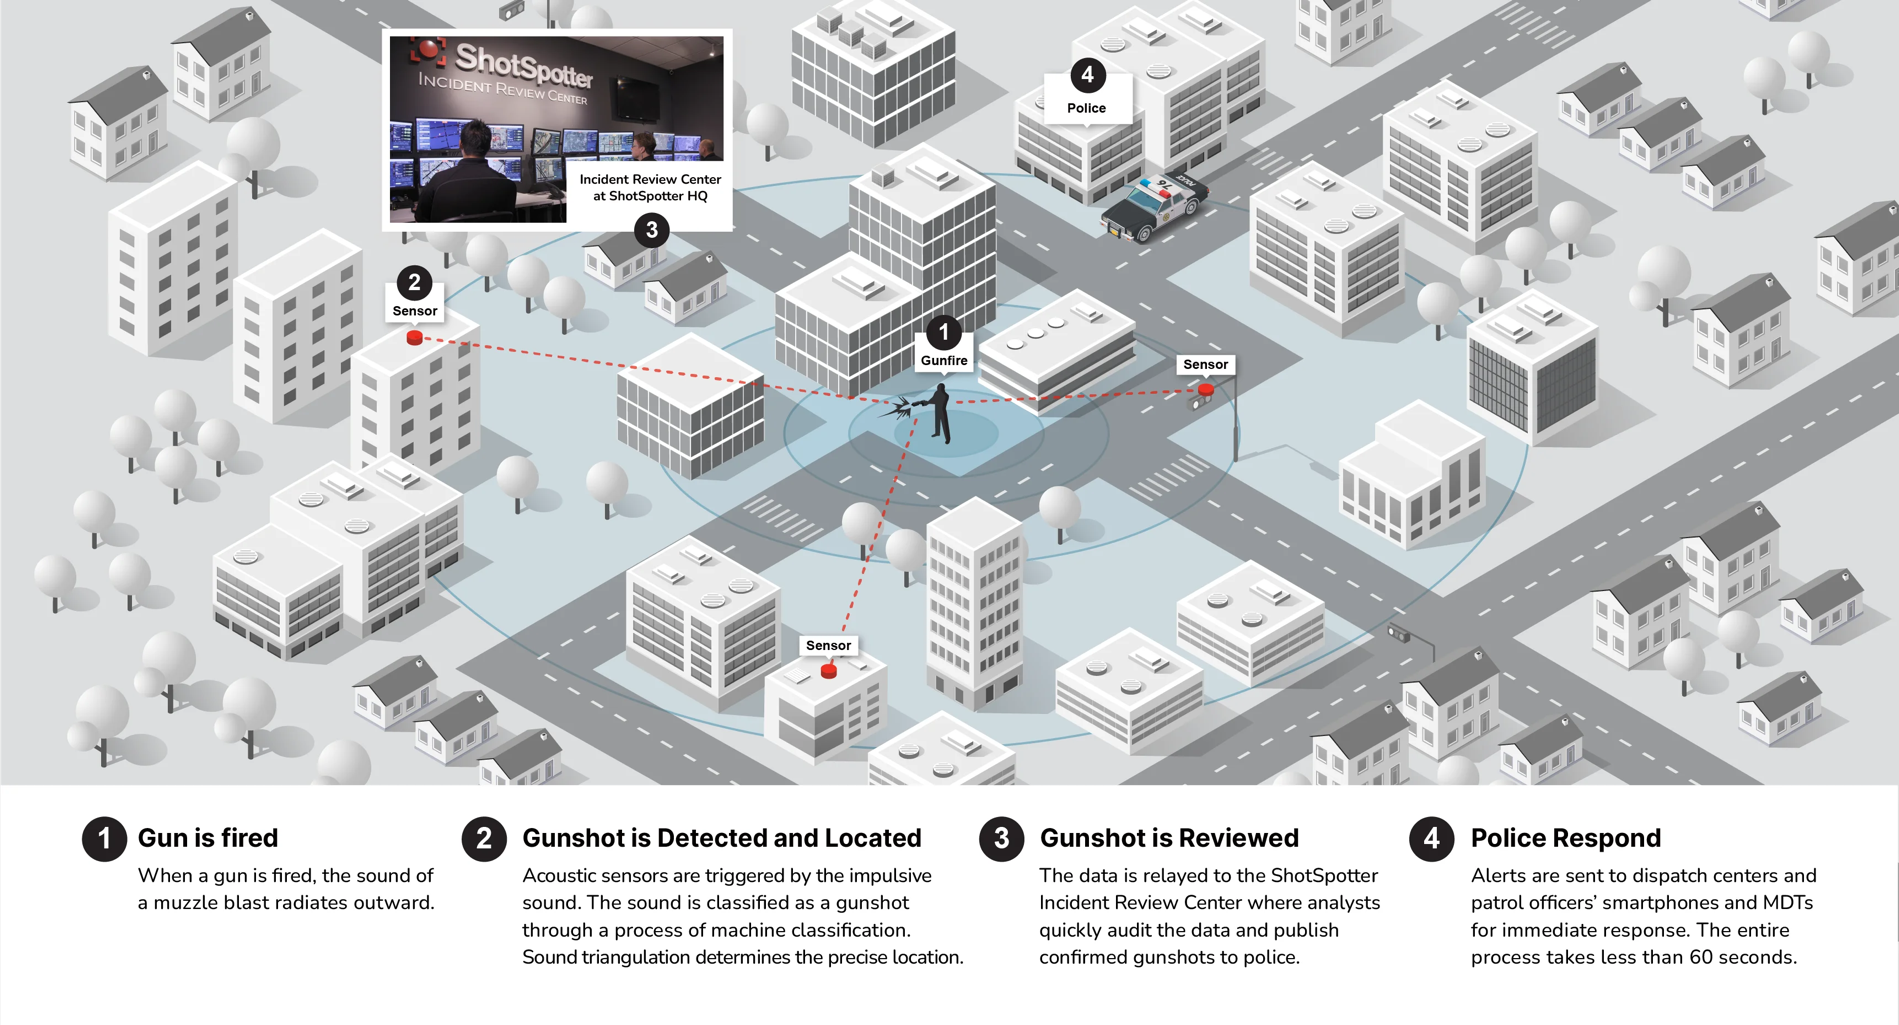 ShotSpotter
INCIDENT REVIEW CENTER
Incident Review Center
at ShotSpotter HQ
3
4
Police
76
POLICE
2
Sensor
1
Gunfire
Sensor
Sensor
1 Gun is fired
When a gun is fired, the sound of
a muzzle blast radiates outward.
2 Gunshot is Detected and Located
Acoustic sensors are triggered by the impulsive
sound. The sound is classified as a gunshot
through a process of machine classification.
Sound triangulation determines the precise location.
3 Gunshot is Reviewed
The data is relayed to the ShotSpotter
Incident Review Center where analysts
quickly audit the data and publish
confirmed gunshots to police.
4 Police Respond
Alerts are sent to dispatch centers and
patrol officers’ smartphones and MDTs
for immediate response. The entire
process takes less than 60 seconds.